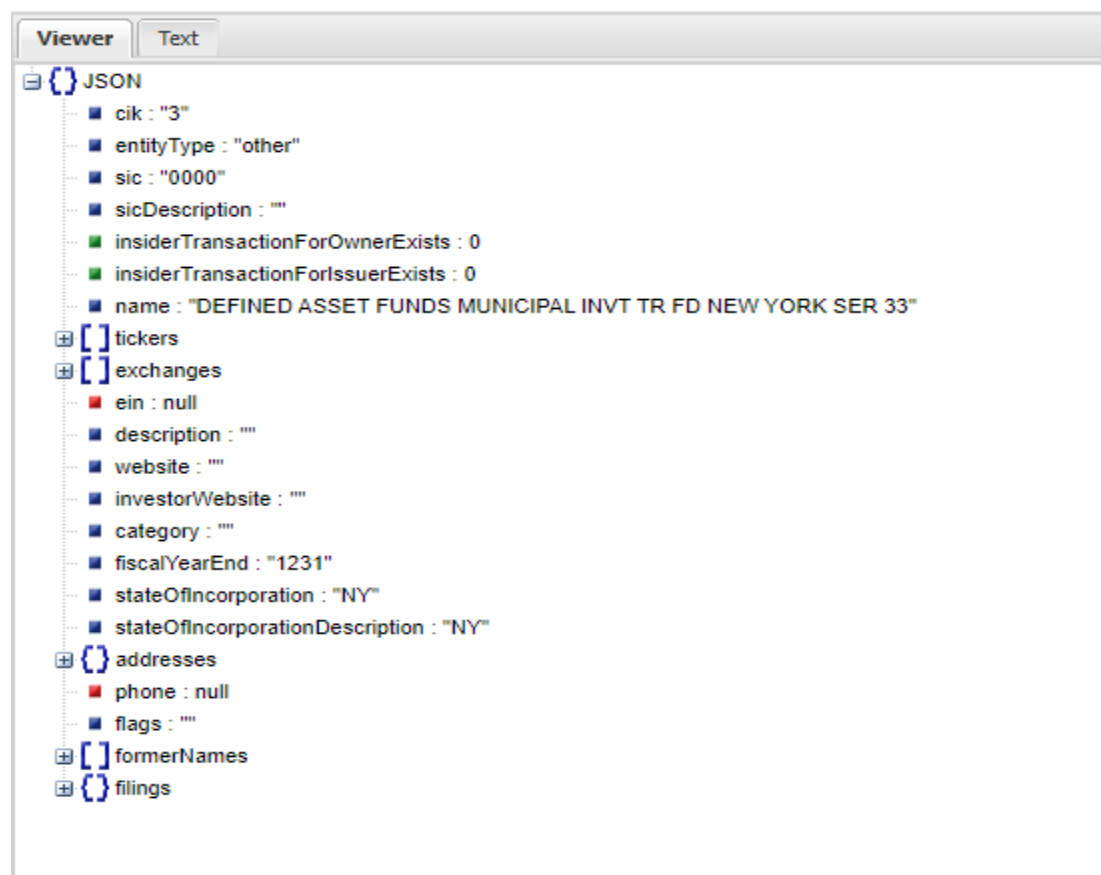 Viewer Text
JSON
cik : "3"
entityType : "other"
sic : "0000"
sicDescription : ""
insiderTransactionForOwnerExists : 0
insiderTransactionForIssuerExists : 0
name : "DEFINED ASSET FUNDS MUNICIPAL INVT TR FD NEW YORK SER 33"
tickers
exchanges
ein : null
description : ""
website : ""
investorWebsite : ""
category : ""
fiscalYearEnd : "1231"
stateOfIncorporation : "NY"
stateOfIncorporationDescription : "NY"
addresses
phone : null
flags : ""
formerNames
filings